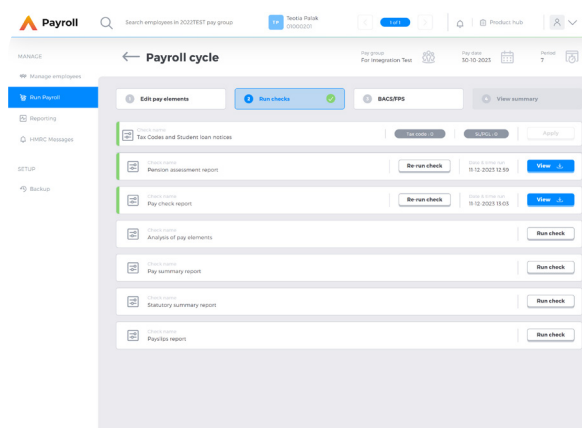 Payroll
Search employees in 2022TEST pay group
Teotia Palak
01000201
1 of 1
Product hub
MANAGE
Manage employees
Run Payroll
Reporting
HMRC Messages
SETUP
Backup
Payroll cycle
Pay group
For Integration Test
Pay date
30-10-2023
Period
7
1 Edit pay elements
2 Run checks
3 BACS/FPS
4 View summary
Check name
Tax Codes and Student loan notices
Tax code : 0
SL/PGL : 0
Apply
Check name
Pension assessment report
Re-run check
Date & time ran
11-12-2023 12:59
View
Check name
Pay check report
Re-run check
Date & time ran
11-12-2023 15:03
View
Check name
Analysis of pay elements
Run check
Check name
Pay summary report
Run check
Check name
Statutory summary report
Run check
Check name
Payslips report
Run check